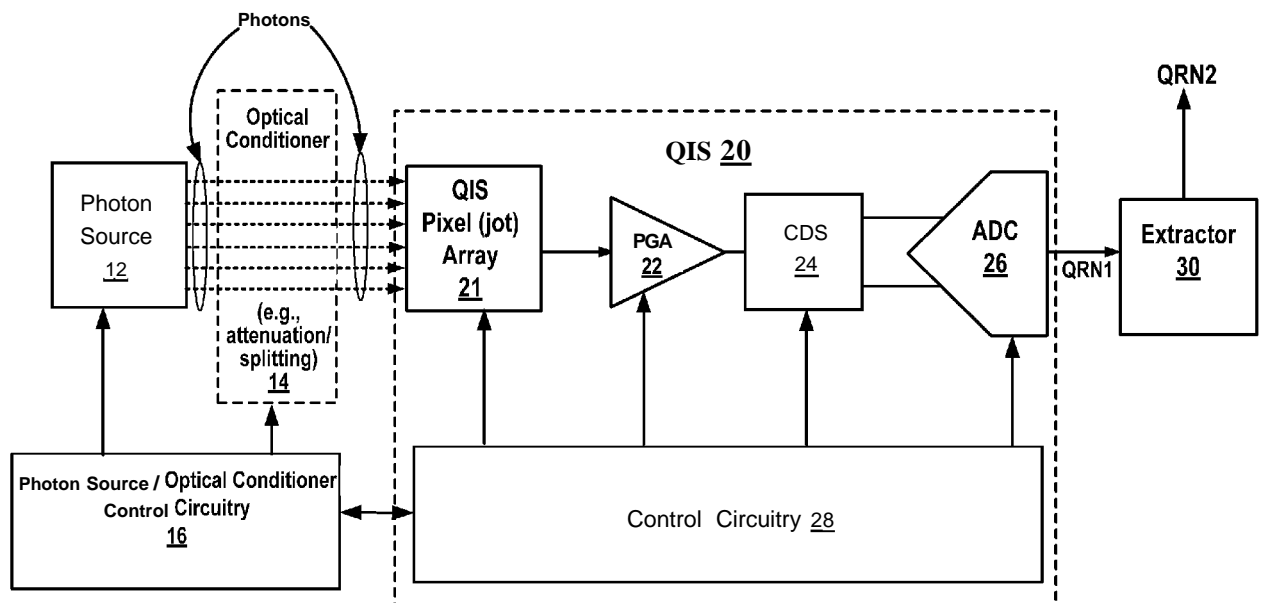 Photons
QRN2
Optical
Conditioner
QIS 20
Photon
Source
12
QIS
Pixel (jot)
Array
21
PGA
22
CDS
24
ADC
26
QRN1
Extractor
30
(e.g.,
attenuation/
splitting)
14
Photon Source / Optical Conditioner
Control Circuitry
16
Control Circuitry 28